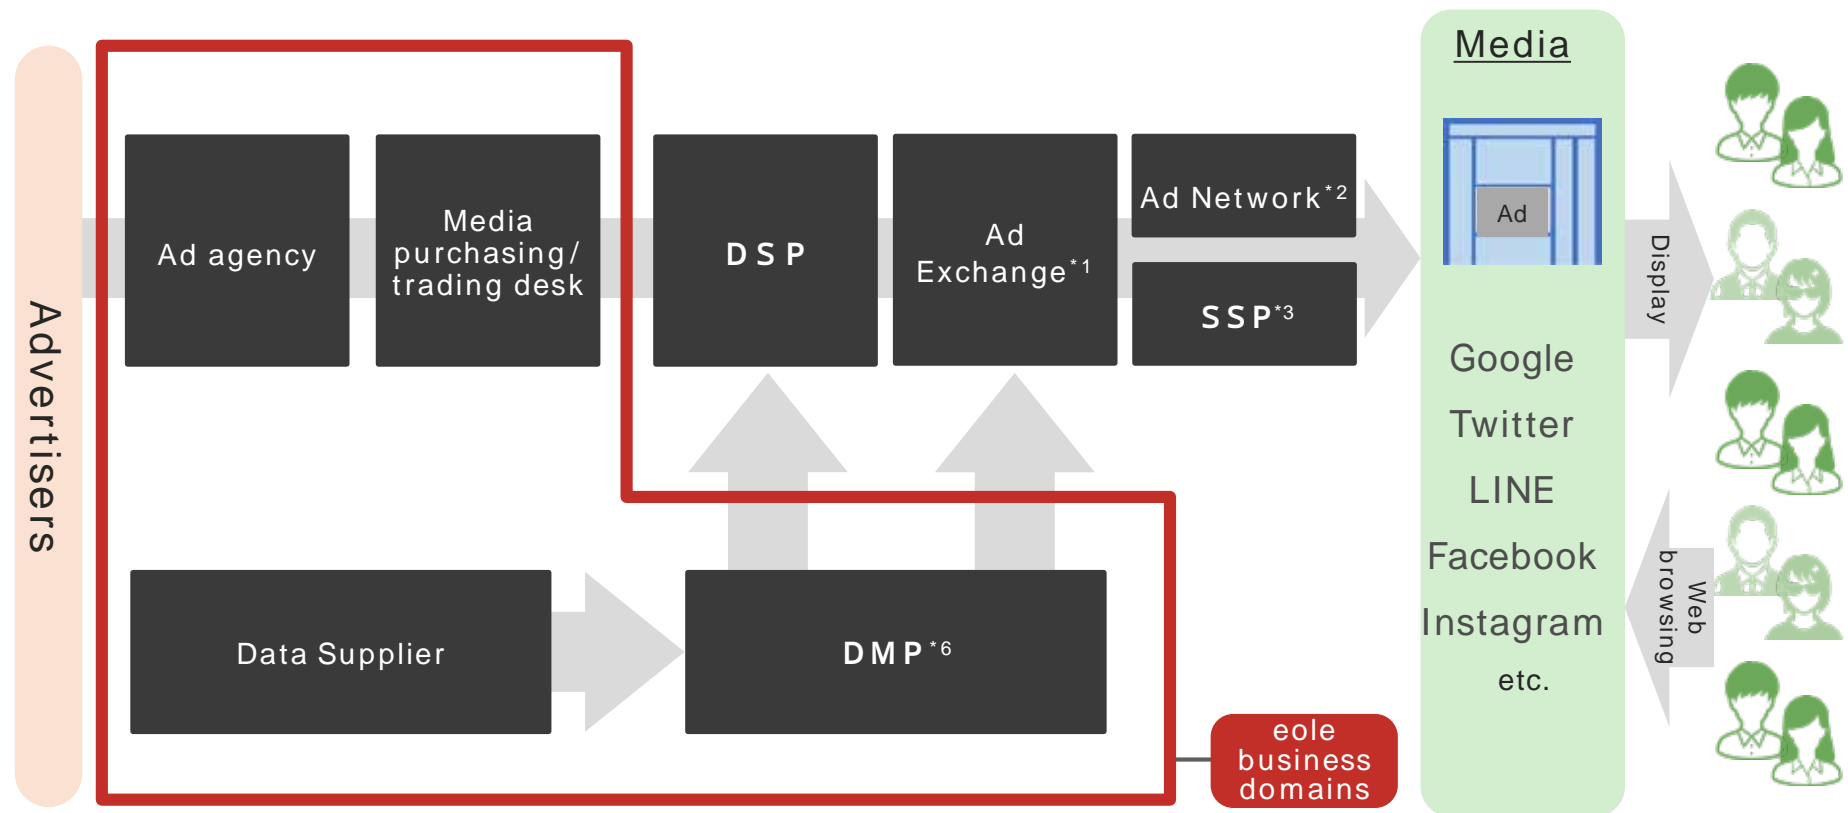 Advertisers
Ad agency
Media
purchasing/
trading desk
DSP
Ad
Exchange*1
Ad Network*2
SSP*3
Data Supplier
DMP*6
eole
business
domains
Media
Ad
Google
Twitter
LINE
Facebook
Instagram
etc.
Display
Web
browsing